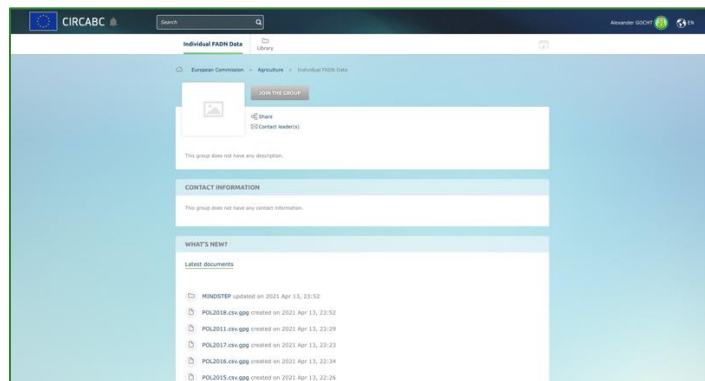 CIRCABC
Search
Alexander GOCHT
EN
Individual FADN Data
Library
European Commission > Agriculture > Individual FADN Data
JOIN THE GROUP
Share
Contact leader(s)
This group does not have any description.
CONTACT INFORMATION
This group does not have any contact information.
WHAT'S NEW?
Latest documents
MINDSTEP updated on 2021 Apr 13, 23:52
POL2018.csv.gpg created on 2021 Apr 13, 23:52
POL2011.csv.gpg created on 2021 Apr 13, 23:29
POL2017.csv.gpg created on 2021 Apr 13, 23:23
POL2016.csv.gpg created on 2021 Apr 13, 22:34
POL2015.csv.gpg created on 2021 Apr 13, 22:26